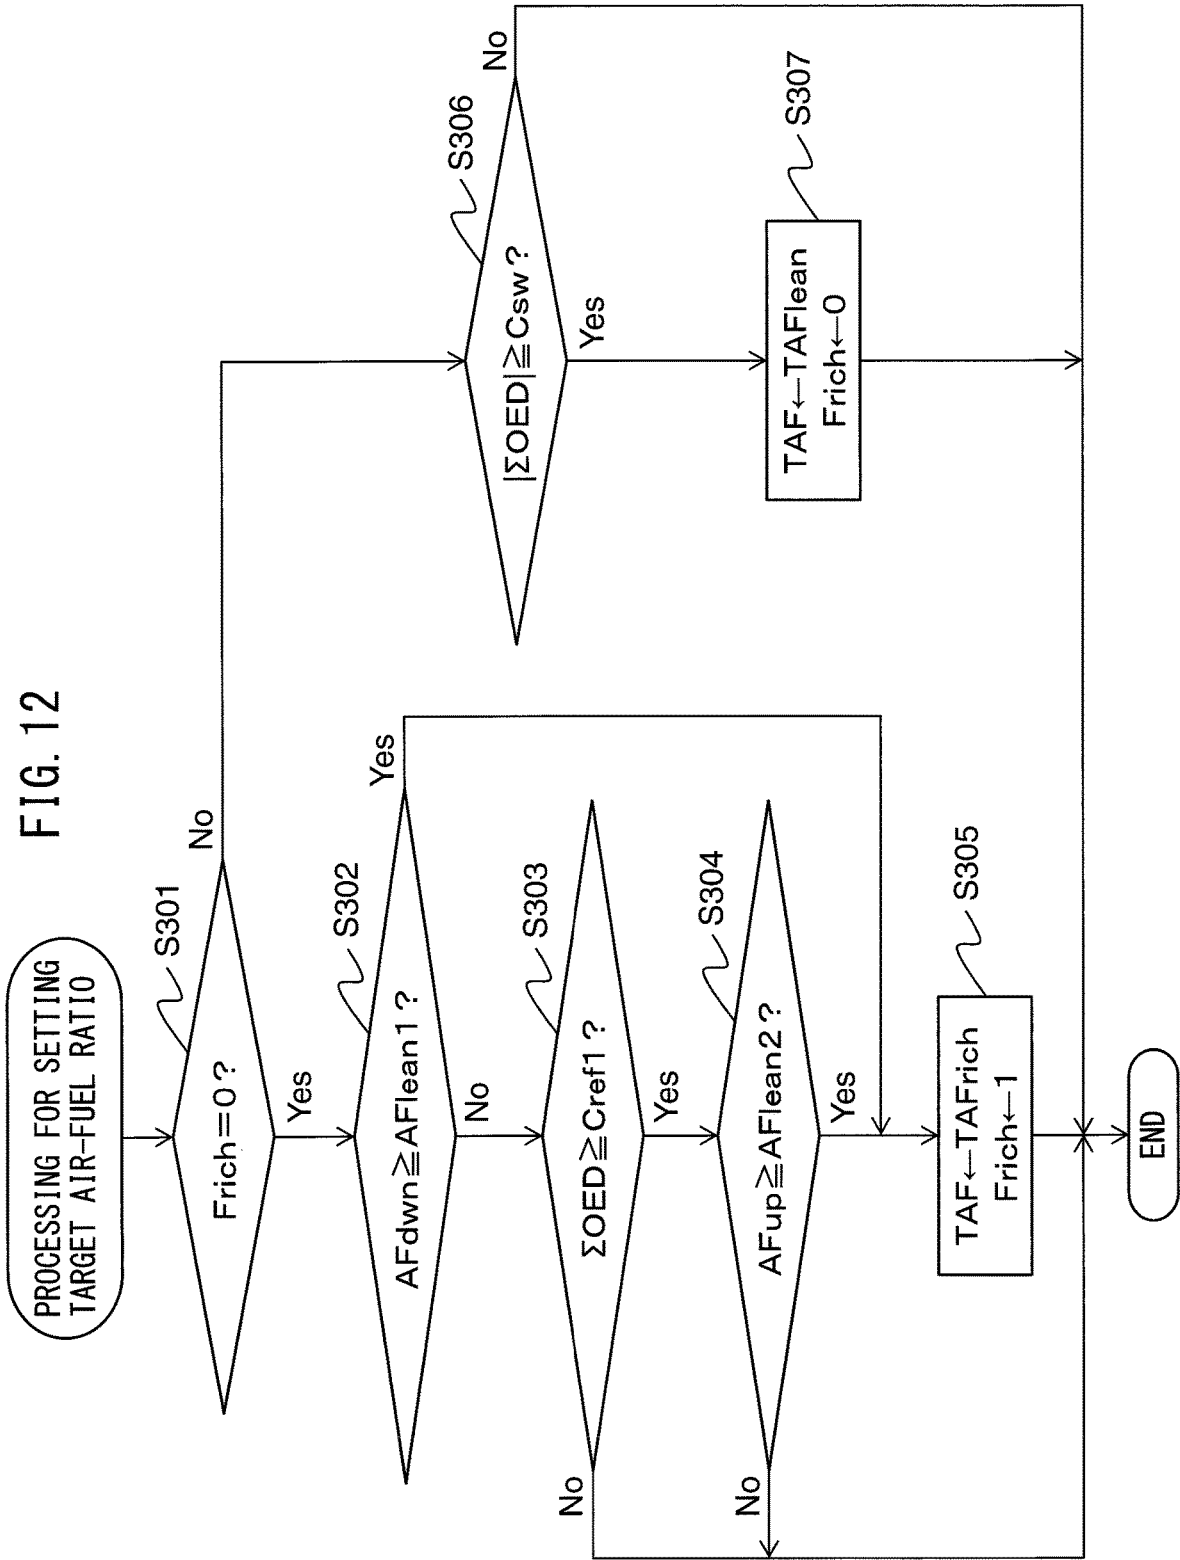 FIG. 12
PROCESSING FOR SETTING
TARGET AIR-FUEL RATIO
S301
Frich=0?
No
Yes
S302
AFdwn≧AFlean1?
Yes
No
S303
ΣOED≧Cref1?
No
Yes
S304
AFup≧AFlean2?
No
Yes
S305
TAF←TAFrich
Frich←1
S306
|ΣOED|≧Csw?
No
Yes
S307
TAF←TAFlean
Frich←0
END